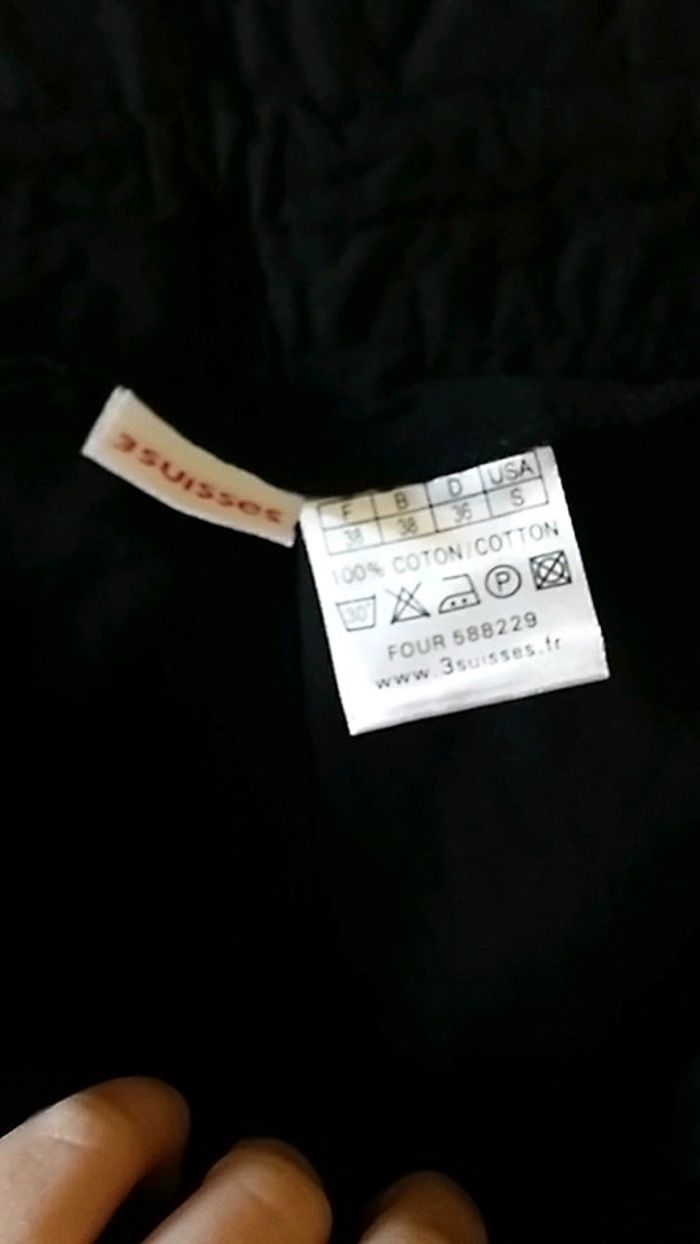 3suisses
F B D USA
38 38 36 S
100% COTON/COTTON
30° P
FOUR 588229
www.3suisses.fr